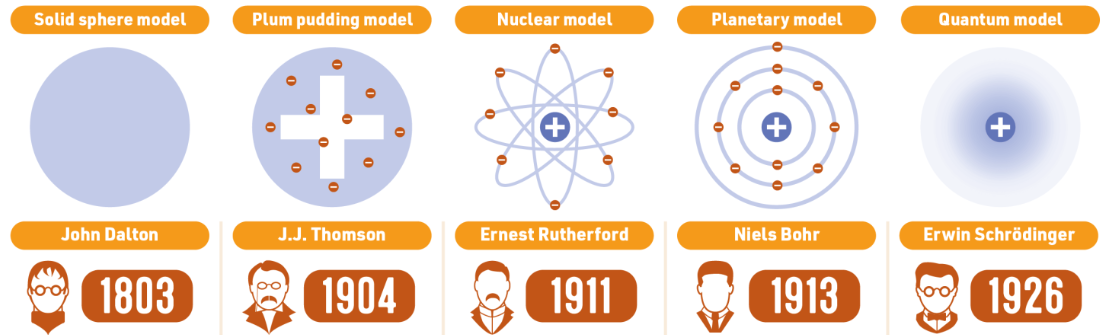 Solid sphere model
Plum pudding model
Nuclear model
Planetary model
Quantum model
John Dalton
J.J. Thomson
Ernest Rutherford
Niels Bohr
Erwin Schrödinger
1803
1904
1911
1913
1926